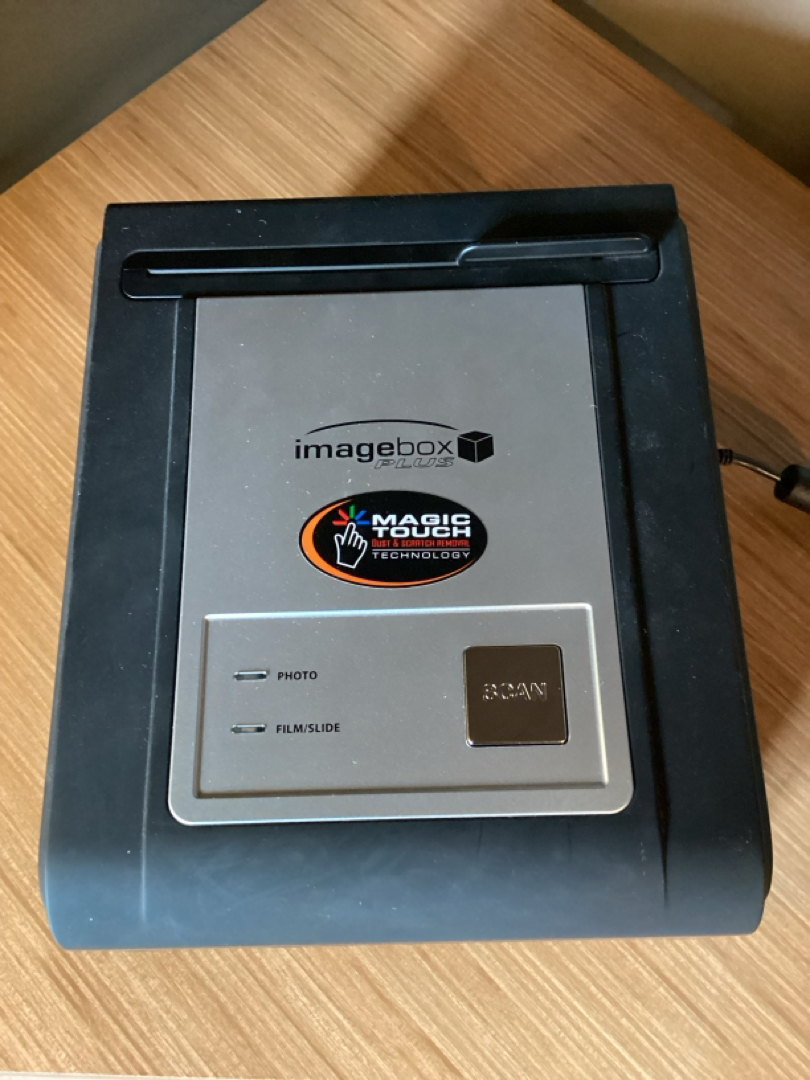 imagebox
PLUS
MAGIC
TOUCH
DUST & SCRATCH REMOVAL
TECHNOLOGY
PHOTO
SCAN
FILM/SLIDE